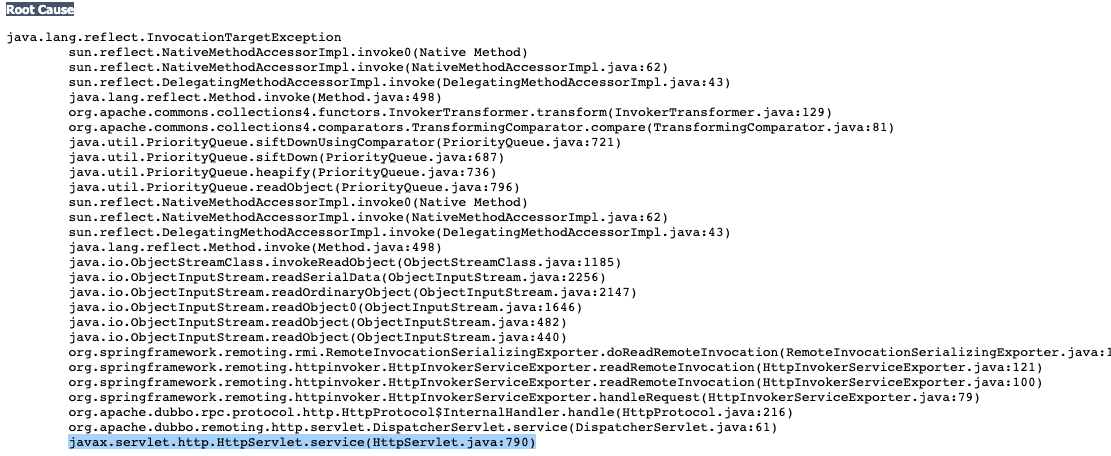 Root Cause
java.lang.reflect.InvocationTargetException
sun.reflect.NativeMethodAccessorImpl.invoke0(Native Method)
sun.reflect.NativeMethodAccessorImpl.invoke(NativeMethodAccessorImpl.java:62)
sun.reflect.DelegatingMethodAccessorImpl.invoke(DelegatingMethodAccessorImpl.java:43)
java.lang.reflect.Method.invoke(Method.java:498)
org.apache.commons.collections4.functors.InvokerTransformer.transform(InvokerTransformer.java:129)
org.apache.commons.collections4.comparators.TransformingComparator.compare(TransformingComparator.java:81)
java.util.PriorityQueue.siftDownUsingComparator(PriorityQueue.java:721)
java.util.PriorityQueue.siftDown(PriorityQueue.java:687)
java.util.PriorityQueue.heapify(PriorityQueue.java:736)
java.util.PriorityQueue.readObject(PriorityQueue.java:796)
sun.reflect.NativeMethodAccessorImpl.invoke0(Native Method)
sun.reflect.NativeMethodAccessorImpl.invoke(NativeMethodAccessorImpl.java:62)
sun.reflect.DelegatingMethodAccessorImpl.invoke(DelegatingMethodAccessorImpl.java:43)
java.lang.reflect.Method.invoke(Method.java:498)
java.io.ObjectStreamClass.invokeReadObject(ObjectStreamClass.java:1185)
java.io.ObjectInputStream.readSerialData(ObjectInputStream.java:2256)
java.io.ObjectInputStream.readOrdinaryObject(ObjectInputStream.java:2147)
java.io.ObjectInputStream.readObject0(ObjectInputStream.java:1646)
java.io.ObjectInputStream.readObject(ObjectInputStream.java:482)
java.io.ObjectInputStream.readObject(ObjectInputStream.java:440)
org.springframework.remoting.rmi.RemoteInvocationSerializingExporter.doReadRemoteInvocation(RemoteInvocationSerializingExporter.java:1
org.springframework.remoting.httpinvoker.HttpInvokerServiceExporter.readRemoteInvocation(HttpInvokerServiceExporter.java:121)
org.springframework.remoting.httpinvoker.HttpInvokerServiceExporter.readRemoteInvocation(HttpInvokerServiceExporter.java:100)
org.springframework.remoting.httpinvoker.HttpInvokerServiceExporter.handleRequest(HttpInvokerServiceExporter.java:79)
org.apache.dubbo.rpc.protocol.http.HttpProtocol$InternalHandler.handle(HttpProtocol.java:216)
org.apache.dubbo.remoting.http.servlet.DispatcherServlet.service(DispatcherServlet.java:61)
javax.servlet.http.HttpServlet.service(HttpServlet.java:790)